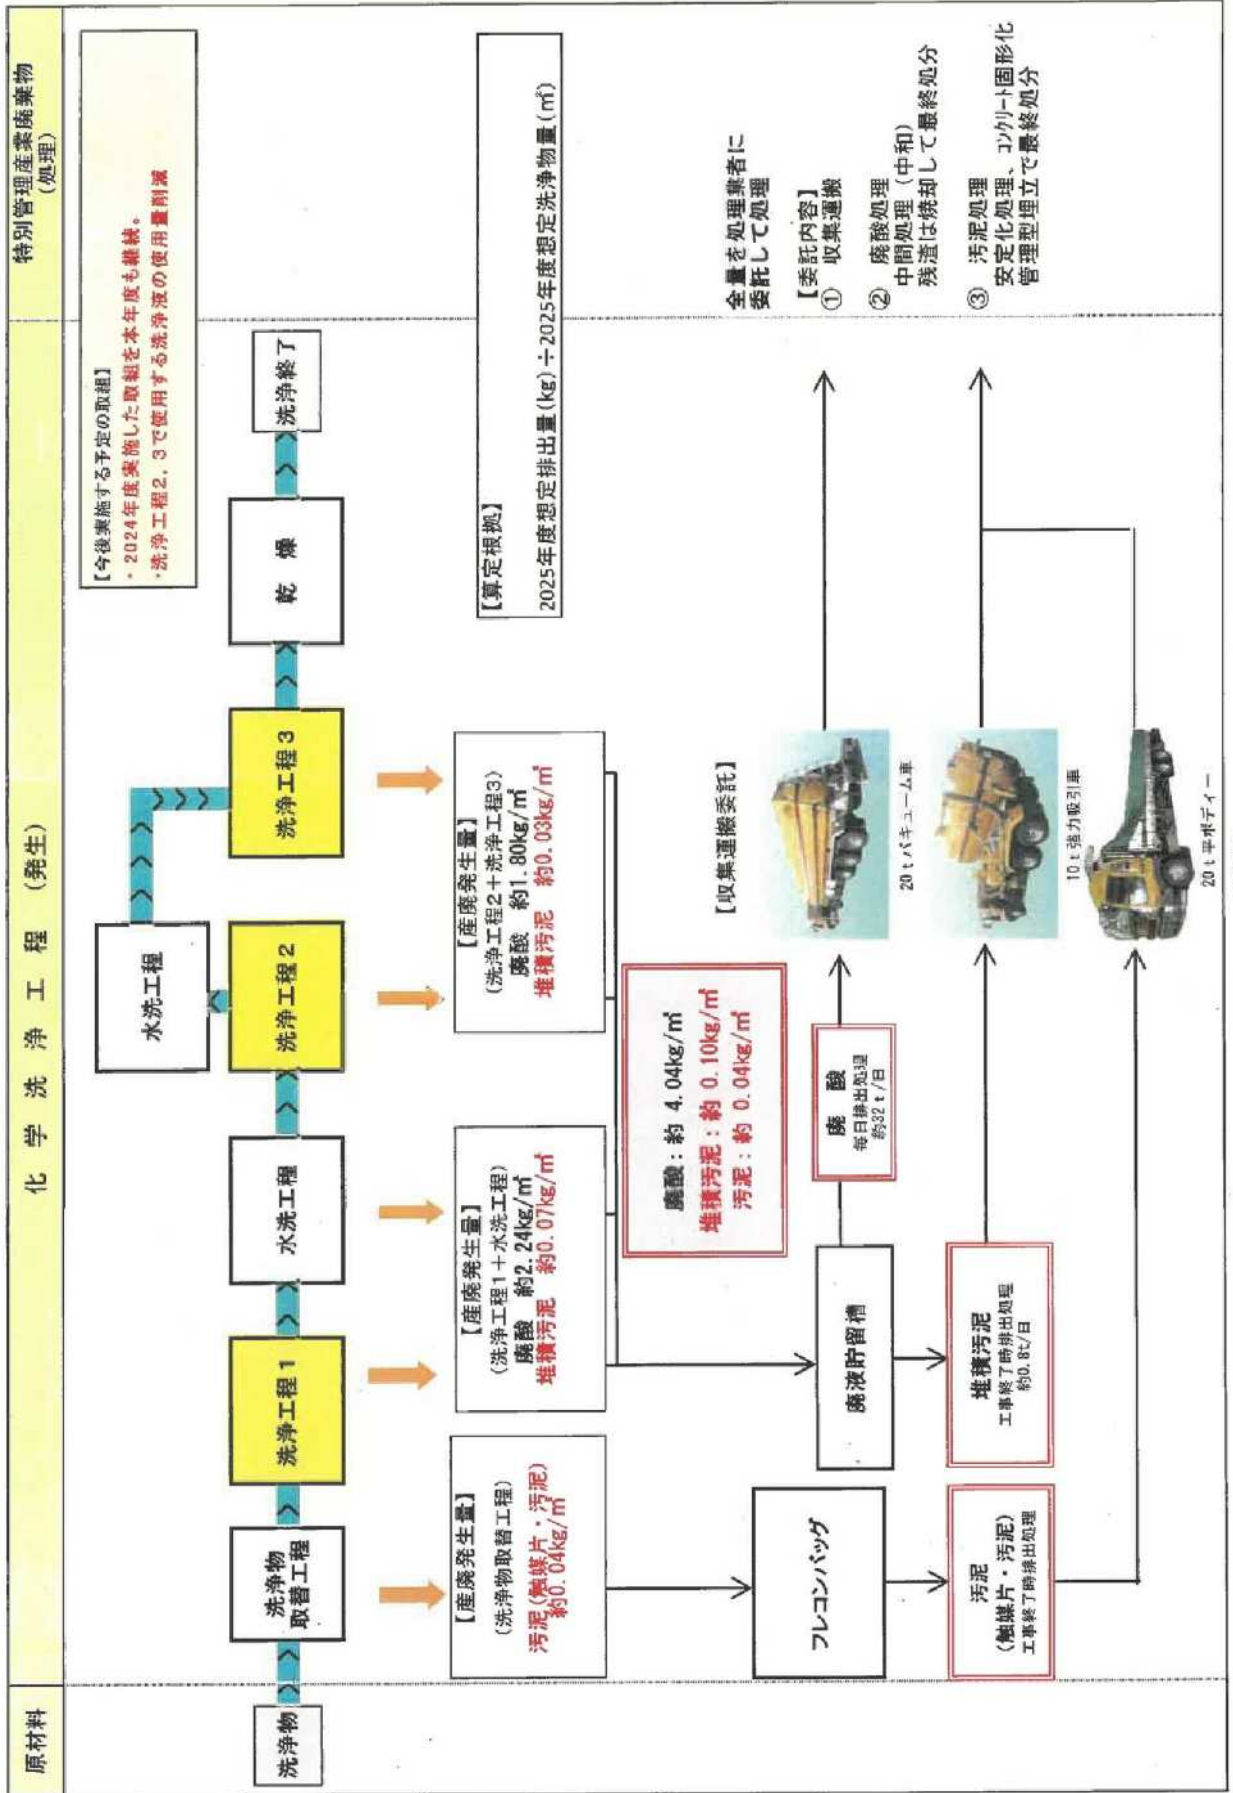 原材料
化 学 洗 浄 工 程 (発生)
特別管理産業廃棄物
(処理)
【今後実施する予定の取組】
・2024年度実施した取組を本年度も継続。
・洗浄工程2，3で使用する洗浄液の使用量削減
洗浄物
洗浄物
取替工程
洗浄工程1
水洗工程
洗浄工程2
水洗工程
洗浄工程3
乾 燥
洗浄終了
【産廃発生量】
(洗浄物取替工程)
汚泥(触媒片・汚泥)
約0.04kg/㎡
【産廃発生量】
(洗浄工程1＋水洗工程)
廃酸 約2.24kg/㎡
堆積汚泥 約0.07kg/㎡
【産廃発生量】
(洗浄工程2＋洗浄工程3)
廃酸 約1.80kg/㎡
堆積汚泥 約0.03kg/㎡
【算定根拠】
2025年度想定排出量(kg)÷2025年度想定洗浄物量(㎡)
廃酸：約 4.04kg/㎡
堆積汚泥：約 0.10kg/㎡
汚泥：約 0.04kg/㎡
フレコンバッグ
廃液貯留槽
廃 酸
毎日排出処理
約32t/日
汚泥
(触媒片・汚泥)
工事終了時排出処理
堆積汚泥
工事終了時排出処理
約0.8t/日
【収集運搬委託】
20tバキューム車
10t強力吸引車
20t平ボディー
全量を処理業者に
委託して処理
【委託内容】
① 収集運搬
② 廃酸処理
中間処理（中和）
残渣は焼却して最終処分
③ 汚泥処理
安定化処理、コンクリート固形化
管理型埋立で最終処分